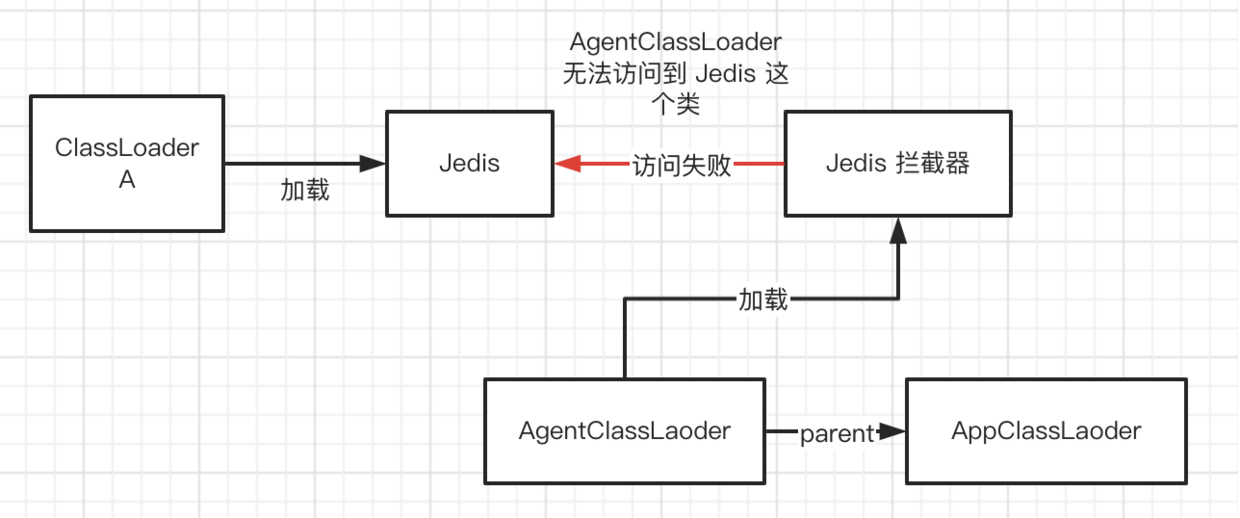 AgentClassLoader
无法访问到 Jedis 这
个类
ClassLoader
A
加载
Jedis
访问失败
Jedis 拦截器
加载
AgentClassLaoder
parent
AppClassLaoder